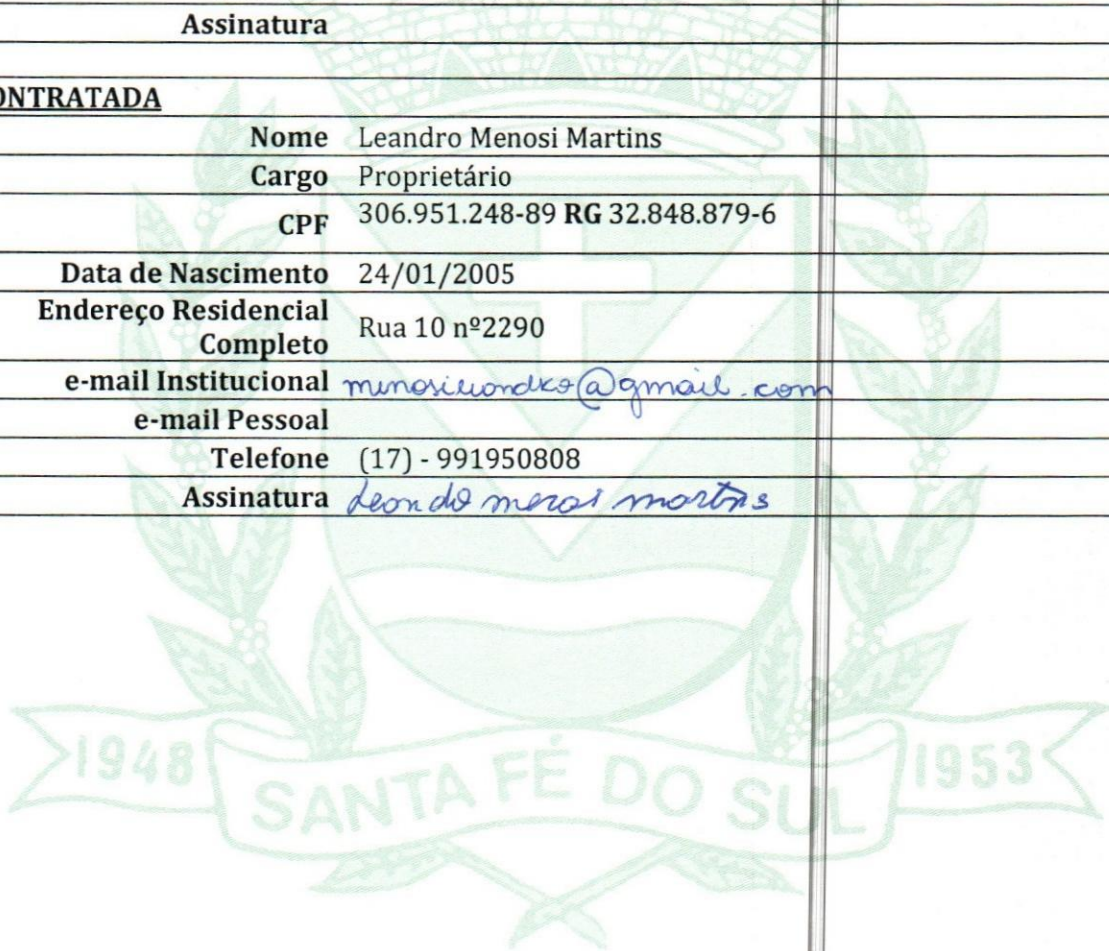 Assinatura
ONTRATADA
Nome Leandro Menosi Martins
Cargo Proprietário
CPF 306.951.248-89 RG 32.848.879-6
Data de Nascimento 24/01/2005
Endereço Residencial
Completo Rua 10 nº2290
e-mail Institucional @gmail.com
e-mail Pessoal
Telefone (17) - 991950808
Assinatura
1948 SANTA FÉ DO SUL 1953